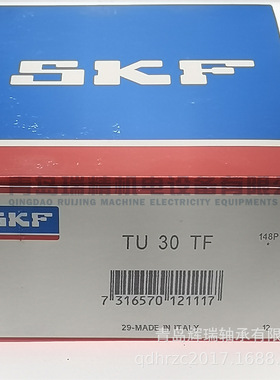 SKF
青岛瑞精机电设备有限公司
QINGDAO RUIJING MACHINE ELECTRICITY EQUIPMENTS
SKF
TU 30 TF
148P
7 316570 121117
29-MADE IN ITALY
12
青岛辉瑞轴承有限
qdhrzc2017.1688.